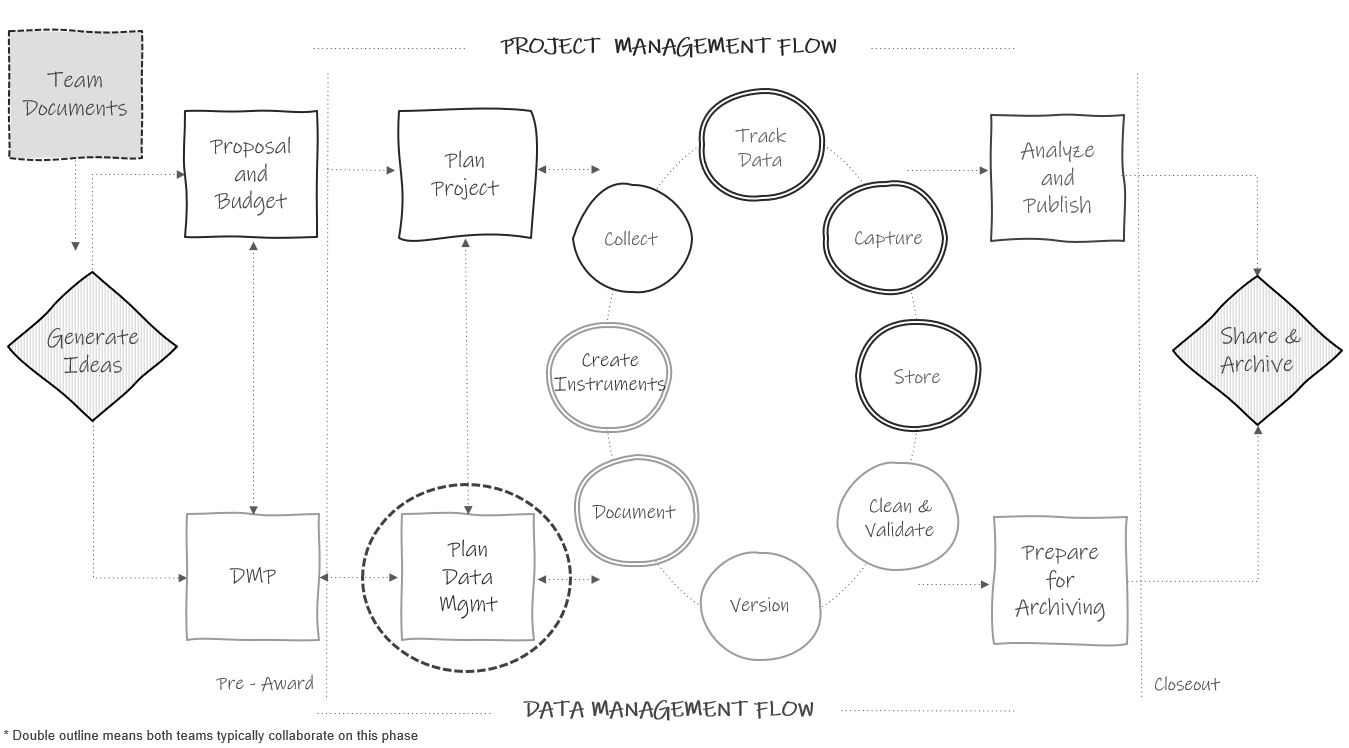 PROJECT MANAGEMENT FLOW
Team
Documents
Proposal
and
Budget
Plan
Project
Track
Data
Analyze
and
Publish
Collect
Capture
Generate
Ideas
Create
Instruments
Store
Share &
Archive
Document
Clean &
Validate
DMP
Plan
Data
Mgmt
Version
Prepare
for
Archiving
Pre - Award
Closeout
DATA MANAGEMENT FLOW
* Double outline means both teams typically collaborate on this phase